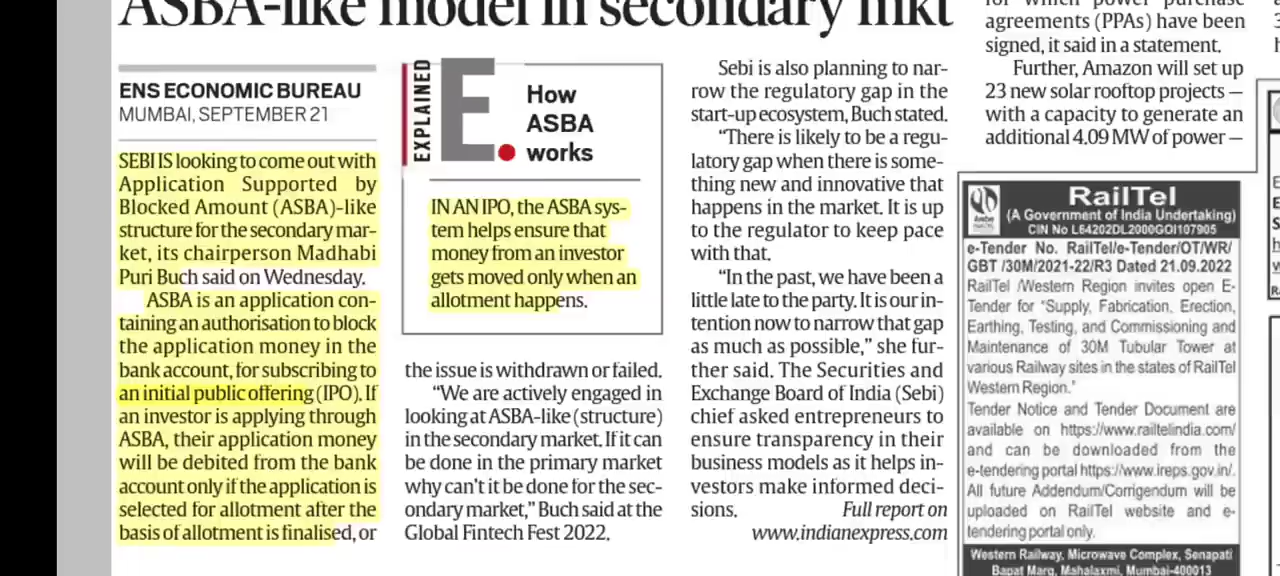 ASBA-like model in secondary mkt
ENS ECONOMIC BUREAU
MUMBAI, SEPTEMBER 21
SEBI IS looking to come out with
Application Supported by
Blocked Amount (ASBA)-like
structure for the secondary mar-
ket, its chairperson Madhabi
Puri Buch said on Wednesday.
ASBA is an application con-
taining an authorisation to block
the application money in the
bank account, for subscribing to
an initial public offering (IPO). If
an investor is applying through
ASBA, their application money
will be debited from the bank
account only if the application is
selected for allotment after the
basis of allotment is finalised, or
EXPLAINED
E.
How
ASBA
works
IN AN IPO, the ASBA sys-
tem helps ensure that
money from an investor
gets moved only when an
allotment happens.
the issue is withdrawn or failed.
“We are actively engaged in
looking at ASBA-like (structure)
in the secondary market. If it can
be done in the primary market
why can't it be done for the sec-
ondary market,” Buch said at the
Global Fintech Fest 2022.
Sebi is also planning to nar-
row the regulatory gap in the
start-up ecosystem, Buch stated.
“There is likely to be a regu-
latory gap when there is some-
thing new and innovative that
happens in the market. It is up
to the regulator to keep pace
with that.
“In the past, we have been a
little late to the party. It is our in-
tention now to narrow that gap
as much as possible,” she fur-
ther said. The Securities and
Exchange Board of India (Sebi)
chief asked entrepreneurs to
ensure transparency in their
business models as it helps in-
vestors make informed deci-
sions. Full report on
www.indianexpress.com
for which power purchase
agreements (PPAs) have been
signed, it said in a statement.
Further, Amazon will set up
23 new solar rooftop projects —
with a capacity to generate an
additional 4.09 MW of power —
RailTel
(A Government of India Undertaking)
CIN No L64202DL2000GOI107905
e-Tender No. RailTel/e-Tender/OT/WR/
GBT /30M/2021-22/R3 Dated 21.09.2022
RailTel /Western Region invites open E-
Tender for “Supply, Fabrication, Erection,
Earthing, Testing, and Commissioning and
Maintenance of 30M Tubular Tower at
various Railway sites in the states of RailTel
Western Region.”
Tender Notice and Tender Document are
available on https://www.railtelindia.com/
and can be downloaded from the
e-tendering portal https://www.ireps.gov.in/.
All future Addendum/Corrigendum will be
uploaded on RailTel website and e-
tendering portal only.
Western Railway, Microwave Complex, Senapati
Bapat Marg, Mahalaxmi, Mumbai-400013